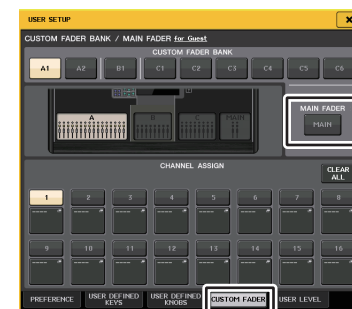 USER SETUP
CUSTOM FADER BANK / MAIN FADER for Guest
CUSTOM FADER BANK
A1 A2 B1 C1 C2 C3 C4 C5 C6
MAIN FADER
MAIN
A B C MAIN
CHANNEL ASSIGN
CLEAR ALL
1 2 3 4 5 6 7 8
---- ---- ---- ---- ---- ---- ---- ----
9 10 11 12 13 14 15 16
---- ---- ---- ---- ---- ---- ---- ----
PREFERENCE USER DEFINED KEYS USER DEFINED KNOBS CUSTOM FADER USER LEVEL